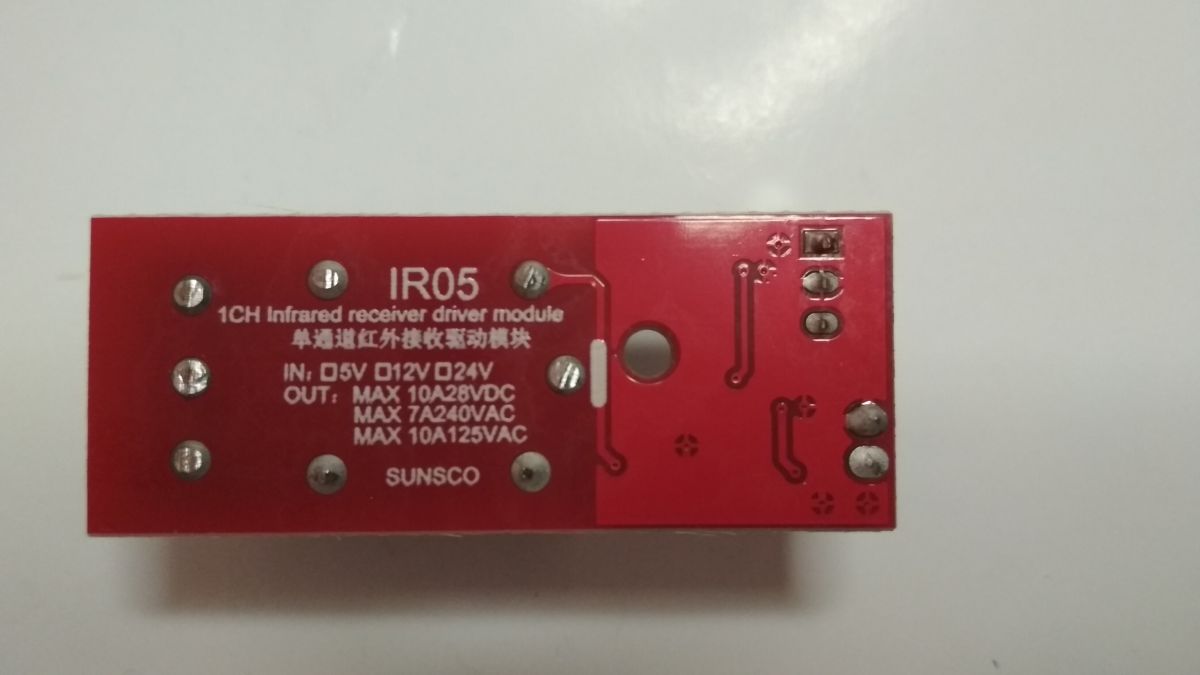 IR05
1CH Infrared receiver driver module
单通道红外接收驱动模块
IN: □5V □12V □24V
OUT: MAX 10A28VDC
MAX 7A240VAC
MAX 10A125VAC
SUNSCO